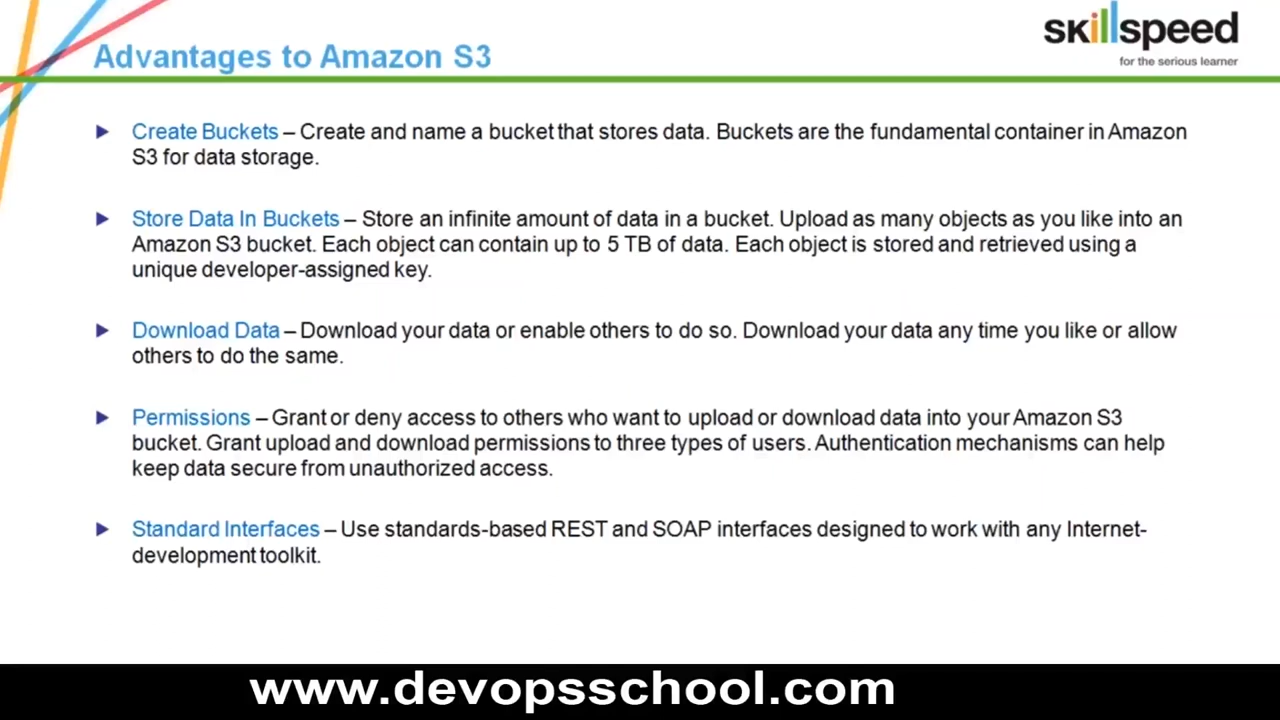 Advantages to Amazon S3
skillspeed
for the serious learner
Create Buckets – Create and name a bucket that stores data. Buckets are the fundamental container in Amazon
S3 for data storage.
Store Data In Buckets – Store an infinite amount of data in a bucket. Upload as many objects as you like into an
Amazon S3 bucket. Each object can contain up to 5 TB of data. Each object is stored and retrieved using a
unique developer-assigned key.
Download Data – Download your data or enable others to do so. Download your data any time you like or allow
others to do the same.
Permissions – Grant or deny access to others who want to upload or download data into your Amazon S3
bucket. Grant upload and download permissions to three types of users. Authentication mechanisms can help
keep data secure from unauthorized access.
Standard Interfaces – Use standards-based REST and SOAP interfaces designed to work with any Internet-
development toolkit.
www.devopsschool.com